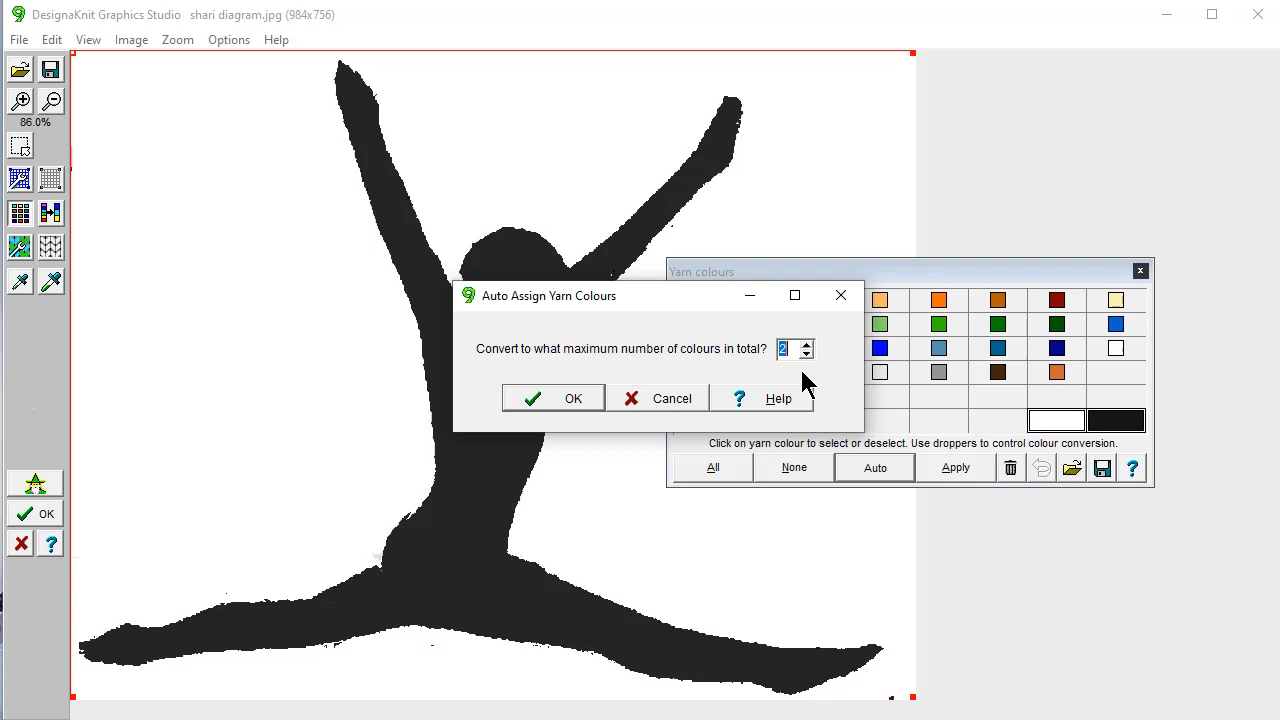 DesignaKnit Graphics Studio shari diagram.jpg (984x756)
File Edit View Image Zoom Options Help
86.0%
Yarn colours
Auto Assign Yarn Colours
Convert to what maximum number of colours in total? 2
OK Cancel Help
Click on yarn colour to select or deselect. Use droppers to control colour conversion.
All None Auto Apply
OK